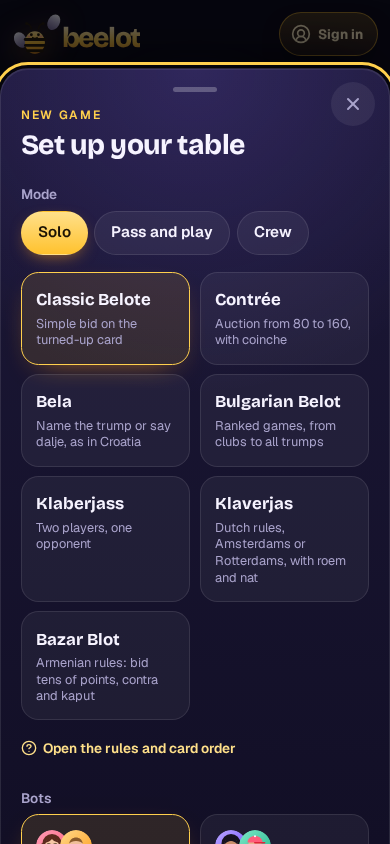 beelot
Sign in
NEW GAME
Set up your table
Mode
Solo
Pass and play
Crew
Classic Belote
Simple bid on the
turned-up card
Contrée
Auction from 80 to 160,
with coinche
Bela
Name the trump or say
dalje, as in Croatia
Bulgarian Belot
Ranked games, from
clubs to all trumps
Klaberjass
Two players, one
opponent
Klaverjas
Dutch rules,
Amsterdams or
Rotterdams, with roem
and nat
Bazar Blot
Armenian rules: bid
tens of points, contra
and kaput
Open the rules and card order
Bots